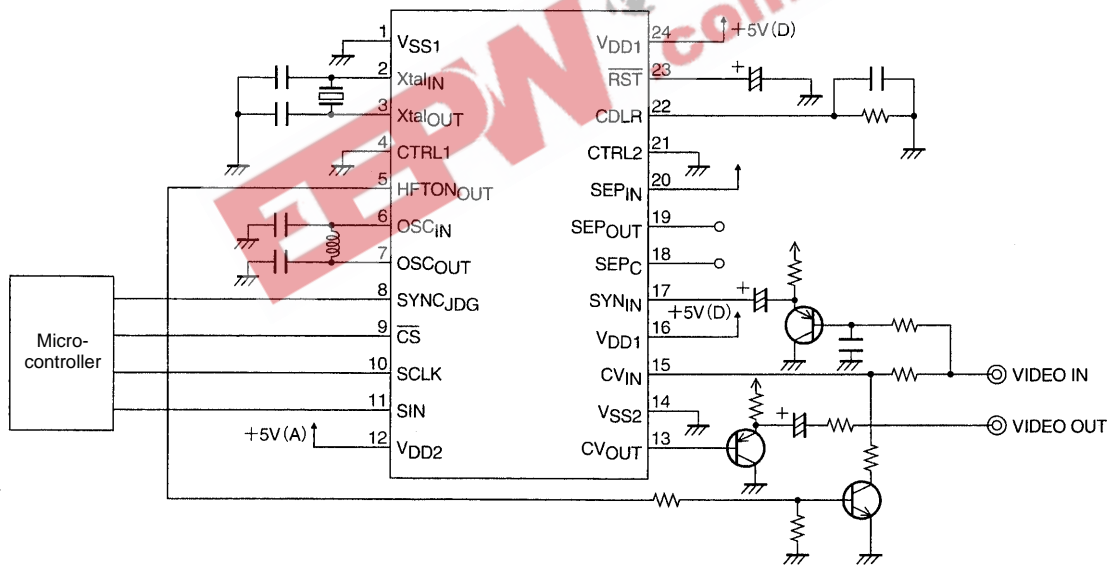 EEPW.com
1 VSS1
2 XtalIN
3 XtalOUT
4 CTRL1
5 HFTONOUT
6 OSCIN
7 OSCOUT
8 SYNCJDG
9 CS
10 SCLK
11 SIN
12 VDD2
+5V(A)
Micro-
controller
24 VDD1
+5V(D)
23 RST
+
22 CDLR
21 CTRL2
20 SEPIN
19 SEPOUT
18 SEPC
17 SYNIN
+
+5V(D)
16 VDD1
15 CVIN
VIDEO IN
14 VSS2
+
VIDEO OUT
13 CVOUT